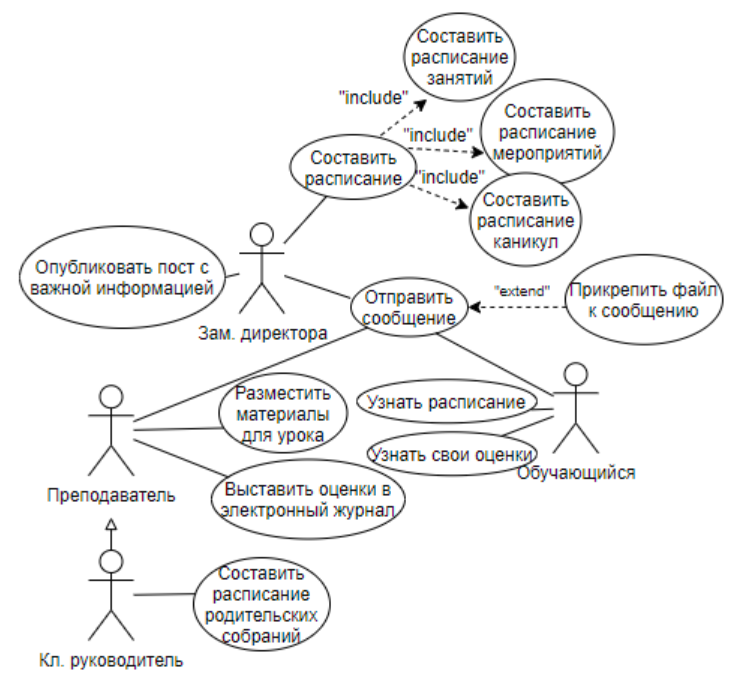 Составить
расписание
занятий
"include"
Составить
расписание
мероприятий
"include"
Составить
расписание
"include"
Составить
расписание
каникул
Опубликовать пост с
важной информацией
Зам. директора
Отправить
сообщение
"extend"
Прикрепить файл
к сообщению
Разместить
материалы
для урока
Узнать расписание
Узнать свои оценки
Обучающийся
Преподаватель
Выставить оценки в
электронный журнал
Составить
расписание
родительских
собраний
Кл. руководитель